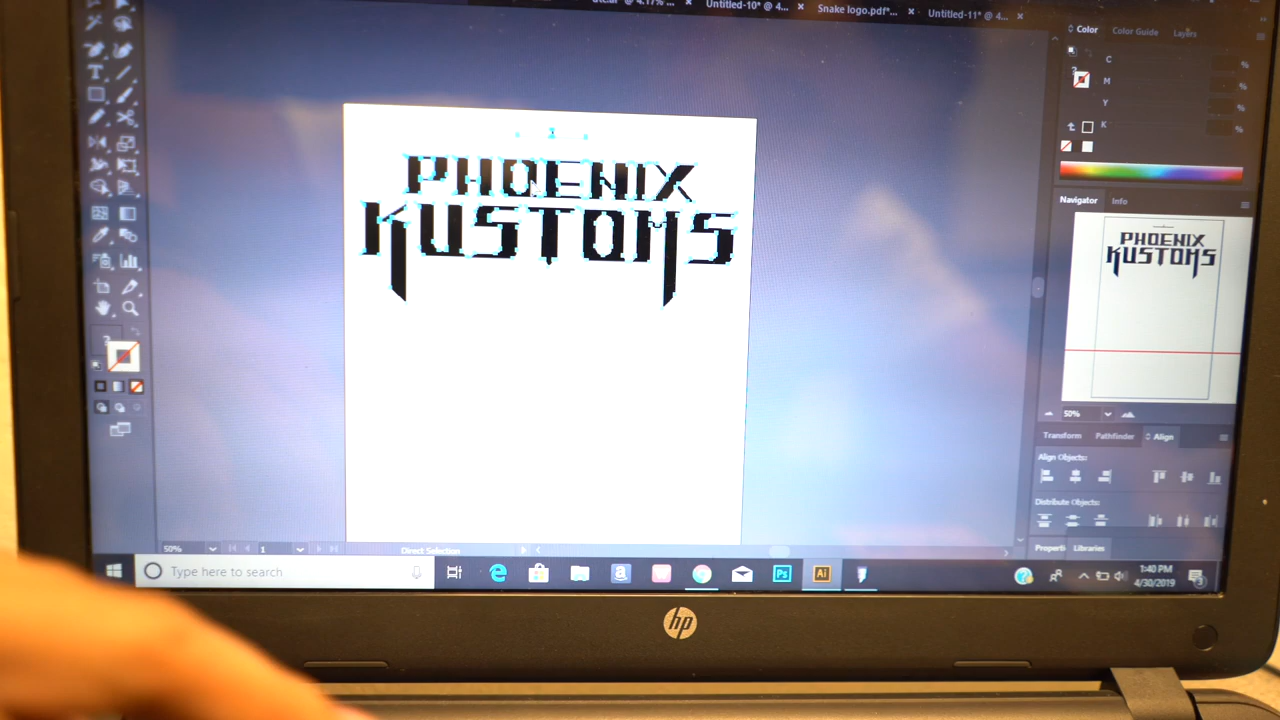 Untitled-10* @ 4...
Snake logo.pdf*...
Untitled-11* @ 4...
Color
Color Guide
Layers
C
%
M
%
Y
%
K
%
PHOENIX
KUSTOMS
Navigator
Info
PHOENIX
KUSTOMS
50%
Transform
Pathfinder
Align
Align Objects:
Distribute Objects:
Properti
Libraries
50%
1
Direct Selection
Type here to search
Ps
Ai
1:40 PM
4/30/2019
hp